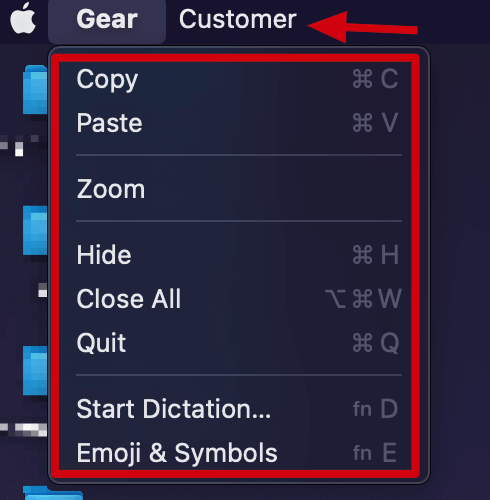 Gear Customer
Copy ⌘ C
Paste ⌘ V
Zoom
Hide ⌘ H
Close All ⌥ ⌘ W
Quit ⌘ Q
Start Dictation... fn D
Emoji & Symbols fn E